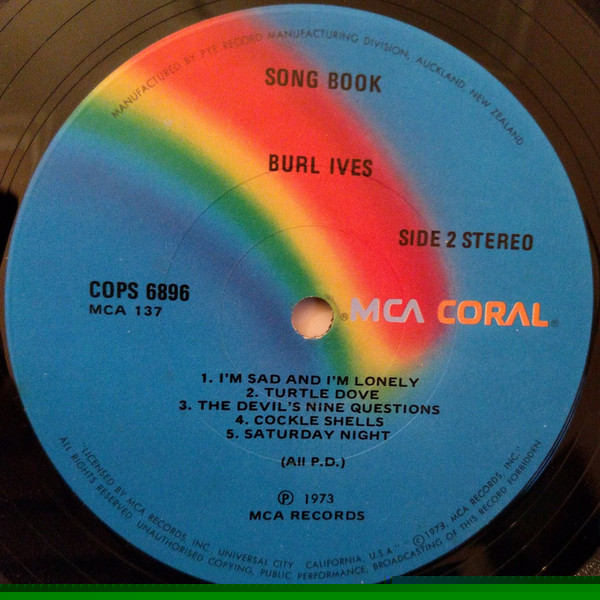 MANUFACTURED BY PYE RECORD MANUFACTURING DIVISION, AUCKLAND, NEW ZEALAND
SONG BOOK
BURL IVES
SIDE 2 STEREO
COPS 6896
MCA 137
®MCA CORAL®
1. I'M SAD AND I'M LONELY
2. TURTLE DOVE
3. THE DEVIL'S NINE QUESTIONS
4. COCKLE SHELLS
5. SATURDAY NIGHT
(All P.D.)
Ⓟ 1973
MCA RECORDS
"LICENSED BY MCA RECORDS, INC. UNIVERSAL CITY CALIFORNIA, U.S.A." "©1973, MCA RECORDS, INC."
ALL RIGHTS RESERVED UNAUTHORISED COPYING, PUBLIC PERFORMANCE, BROADCASTING OF THIS RECORD FORBIDDEN